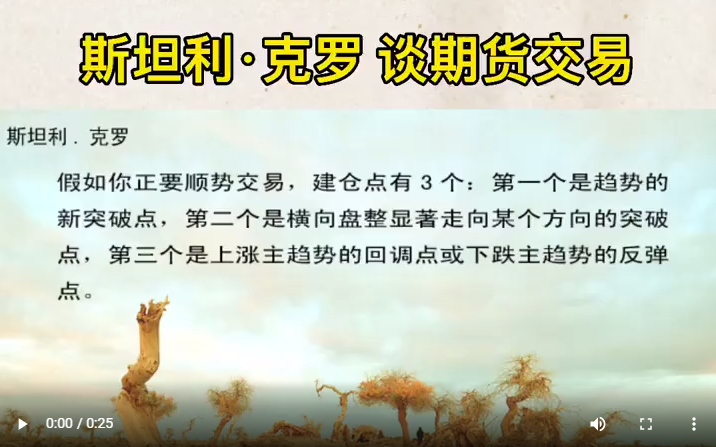 斯坦利·克罗 谈期货交易
斯坦利．克罗
假如你正要顺势交易，建仓点有3个：第一个是趋势的
新突破点，第二个是横向盘整显著走向某个方向的突破
点，第三个是上涨主趋势的回调点或下跌主趋势的反弹
点。
0:00 / 0:25